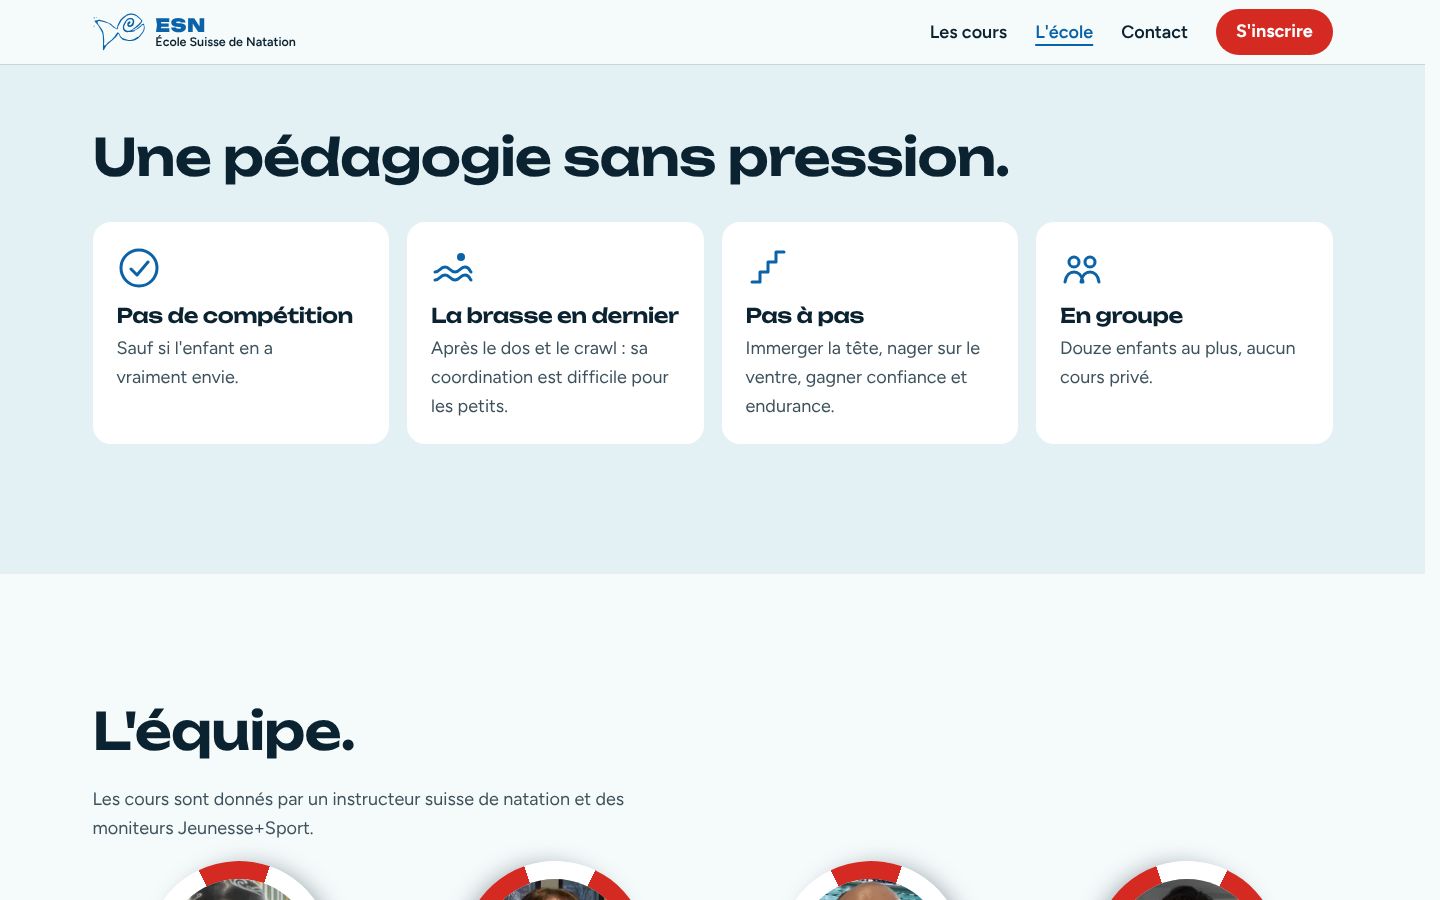 ESN
École Suisse de Natation
Les cours
L'école
Contact
S'inscrire
Une pédagogie sans pression.
Pas de compétition
Sauf si l'enfant en a
vraiment envie.
La brasse en dernier
Après le dos et le crawl : sa
coordination est difficile pour
les petits.
Pas à pas
Immerger la tête, nager sur le
ventre, gagner confiance et
endurance.
En groupe
Douze enfants au plus, aucun
cours privé.
L'équipe.
Les cours sont donnés par un instructeur suisse de natation et des
moniteurs Jeunesse+Sport.